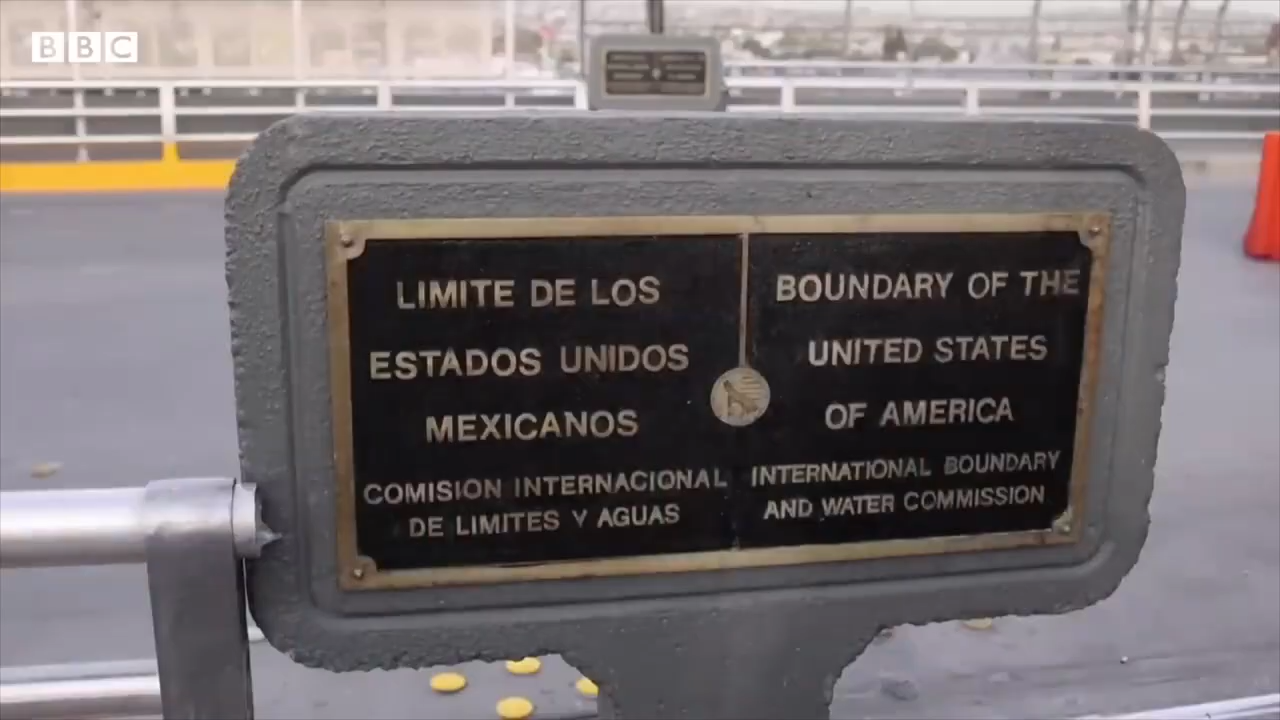 BBC
LIMITE DE LOS
ESTADOS UNIDOS
MEXICANOS
COMISION INTERNACIONAL
DE LIMITES Y AGUAS
BOUNDARY OF THE
UNITED STATES
OF AMERICA
INTERNATIONAL BOUNDARY
AND WATER COMMISSION